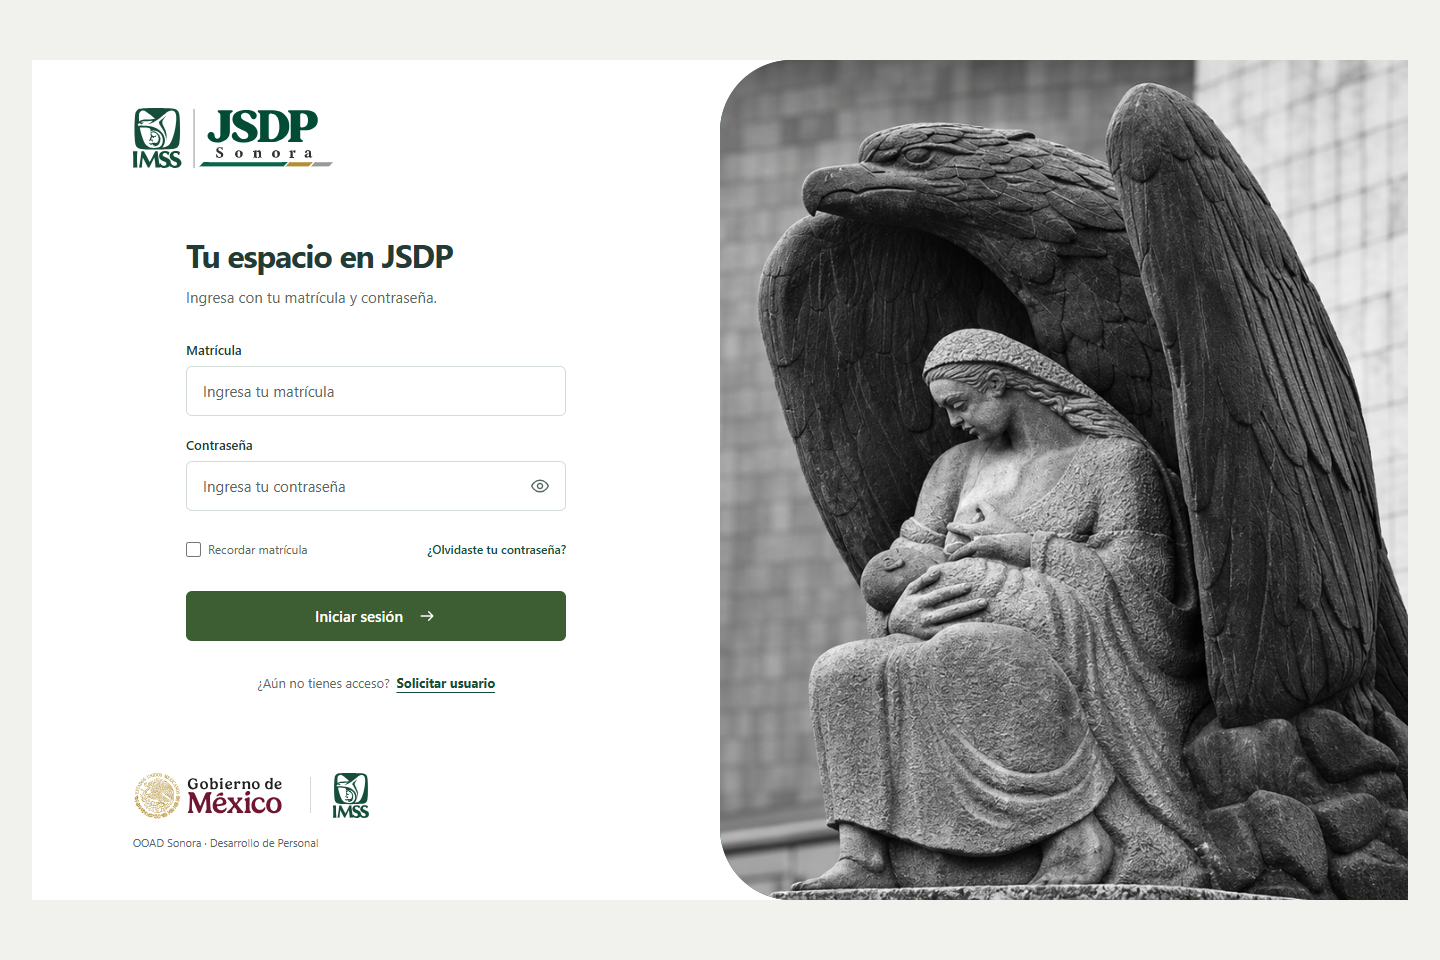 IMSS
JSDP
Sonora
Tu espacio en JSDP
Ingresa con tu matrícula y contraseña.
Matrícula
Ingresa tu matrícula
Contraseña
Ingresa tu contraseña
Recordar matrícula
¿Olvidaste tu contraseña?
Iniciar sesión →
¿Aún no tienes acceso? Solicitar usuario
Gobierno de
México
IMSS
OOAD Sonora · Desarrollo de Personal